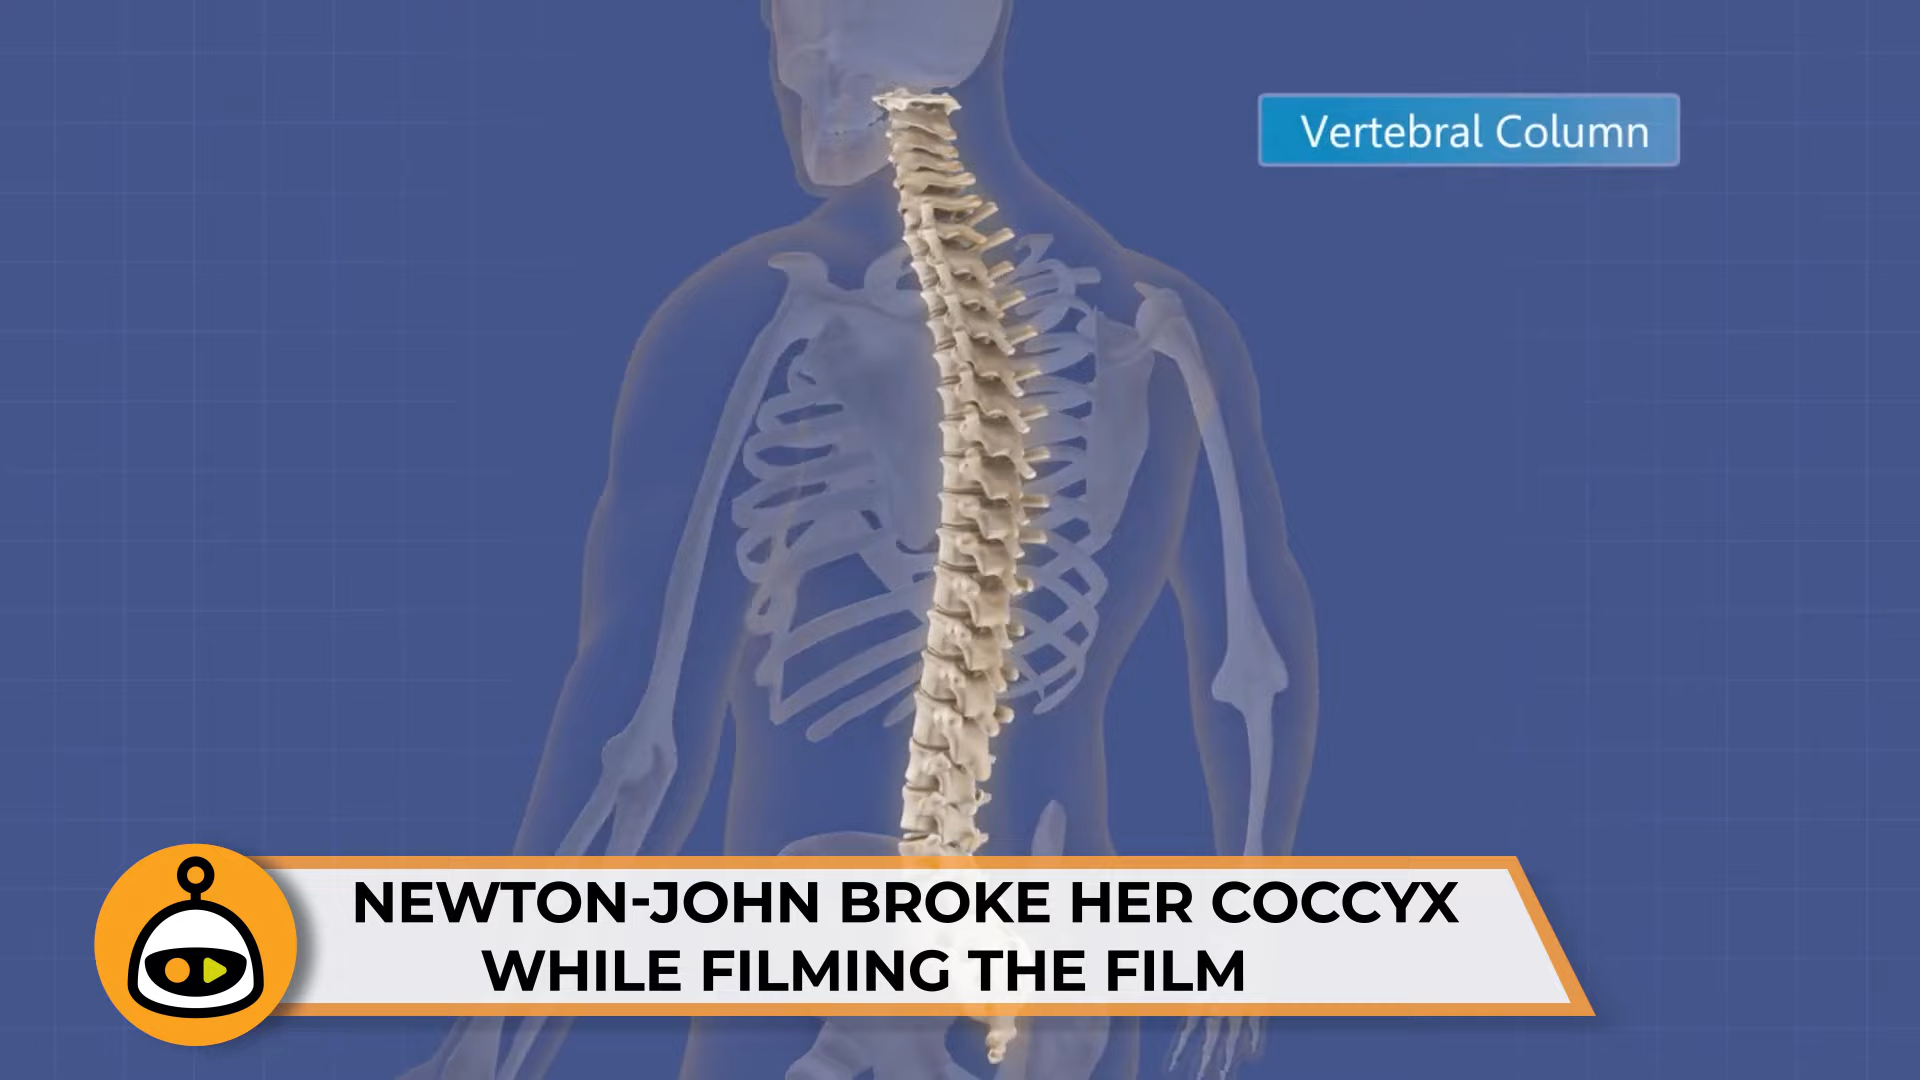 Vertebral Column
NEWTON-JOHN BROKE HER COCCYX
WHILE FILMING THE FILM